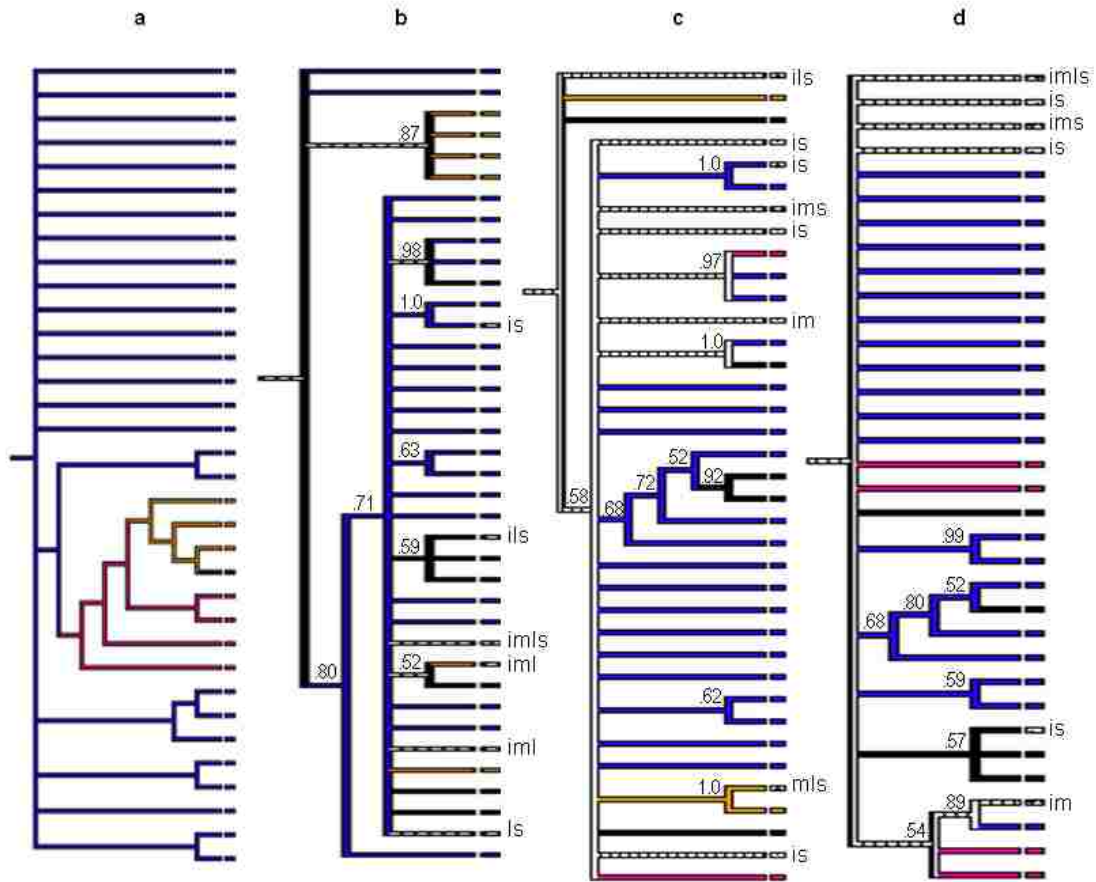 a b c d
ils
imls
is
ims
is
.87
is
1.0
is
ims
is
.98
.97
1.0
is
im
1.0
.63
.52
.92
.72
.68
.71
.58
ils
.59
.99
.52
.80
.68
imls
.52
iml
.80
.62
.59
iml
is
.57
1.0
mls
im
.89
ls
.54
is